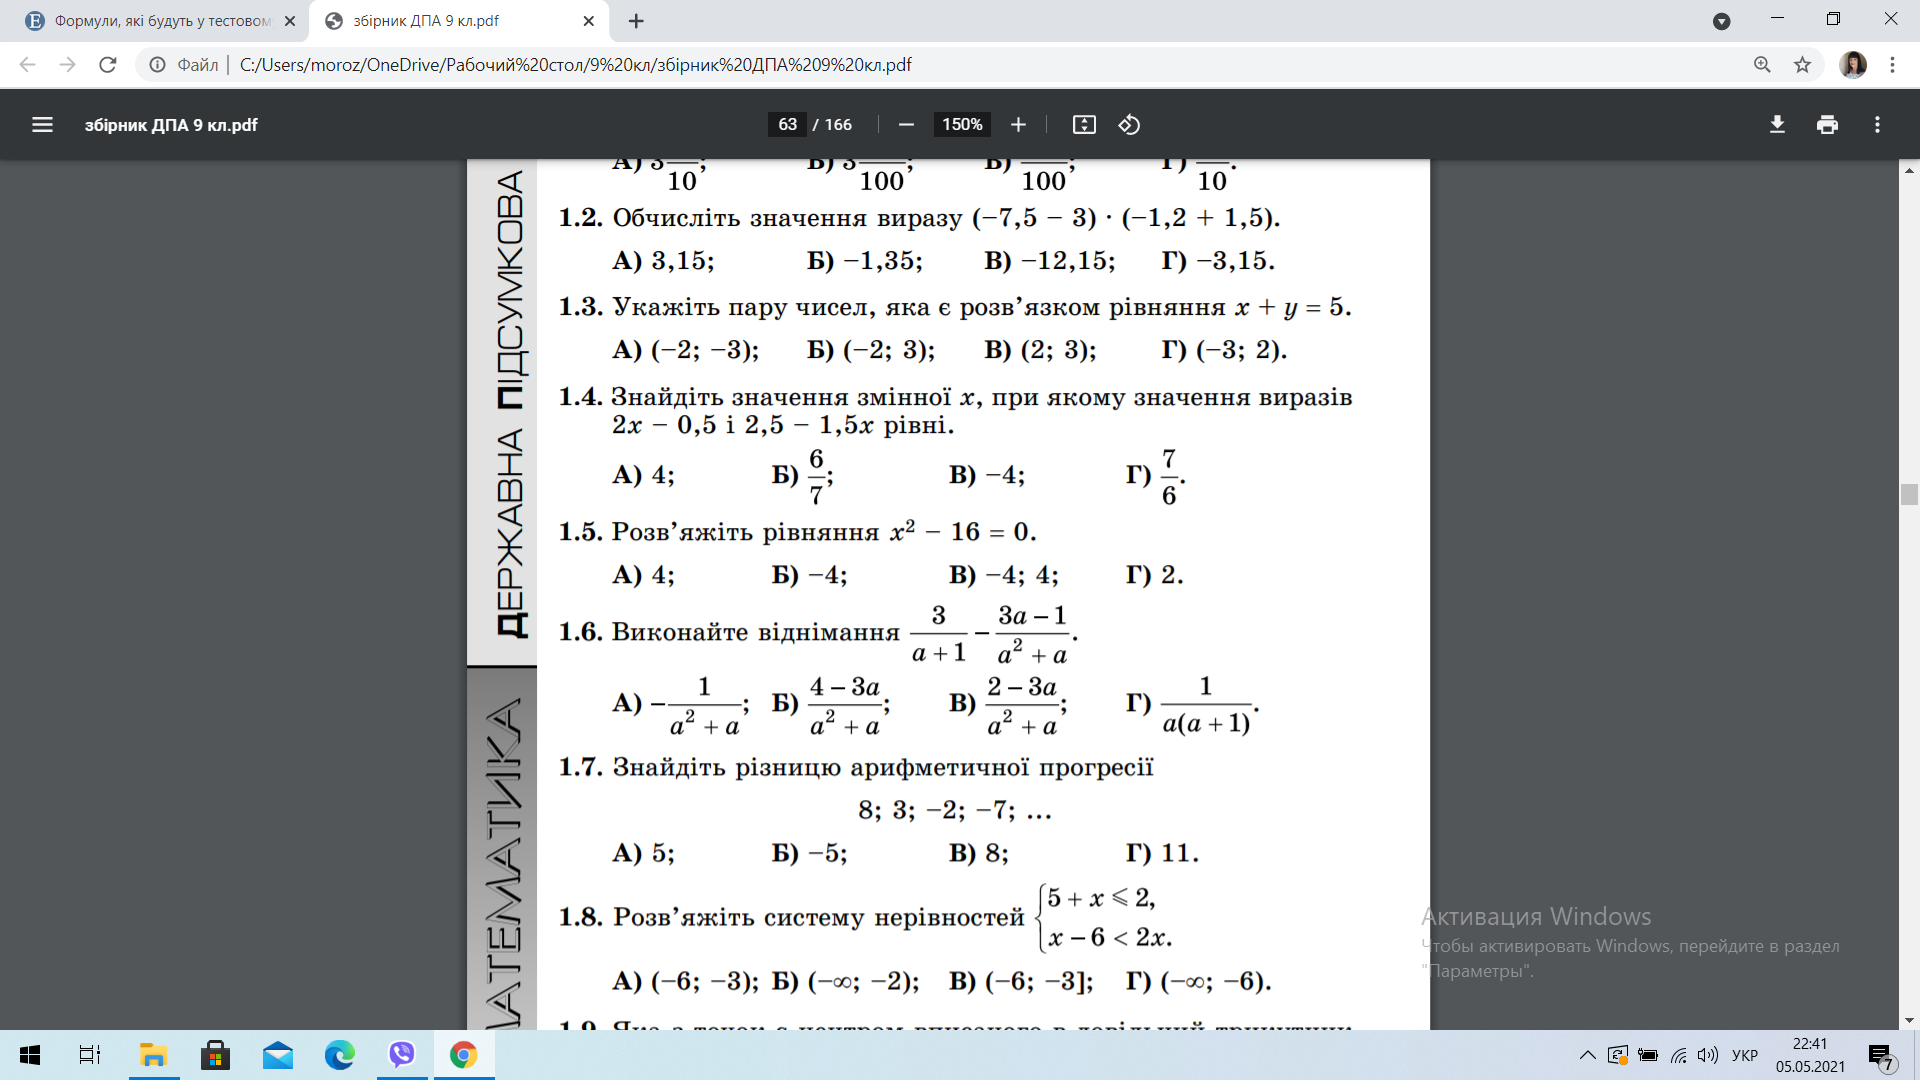 Формули, які будуть у тестовом
збірник ДПА 9 кл.pdf
Файл | C:/Users/moroz/OneDrive/Рабочий%20стол/9%20кл/збірник%20ДПА%209%20кл.pdf
збірник ДПА 9 кл.pdf
63 / 166
150%
ДЕРЖАВНА ПІДСУМКОВА
МАТЕМАТИКА
10 100 100 10
1.2. Обчисліть значення виразу (−7,5 − 3) · (−1,2 + 1,5).
А) 3,15; Б) −1,35; В) −12,15; Г) −3,15.
1.3. Укажіть пару чисел, яка є розв’язком рівняння x + y = 5.
А) (−2; −3); Б) (−2; 3); В) (2; 3); Г) (−3; 2).
1.4. Знайдіть значення змінної x, при якому значення виразів
2x − 0,5 і 2,5 − 1,5x рівні.
А) 4; Б) 6/7; В) −4; Г) 7/6.
1.5. Розв’яжіть рівняння x² − 16 = 0.
А) 4; Б) −4; В) −4; 4; Г) 2.
1.6. Виконайте віднімання 3/(a + 1) − (3a − 1)/(a² + a).
А) −1/(a² + a); Б) (4 − 3a)/(a² + a); В) (2 − 3a)/(a² + a); Г) 1/(a(a + 1)).
1.7. Знайдіть різницю арифметичної прогресії
8; 3; −2; −7; ...
А) 5; Б) −5; В) 8; Г) 11.
1.8. Розв’яжіть систему нерівностей { 5 + x ⩽ 2,
x − 6 < 2x.
А) (−6; −3); Б) (−∞; −2); В) (−6; −3]; Г) (−∞; −6).
Активация Windows
Чтобы активировать Windows, перейдите в раздел
"Параметры".
УКР
22:41
05.05.2021
7